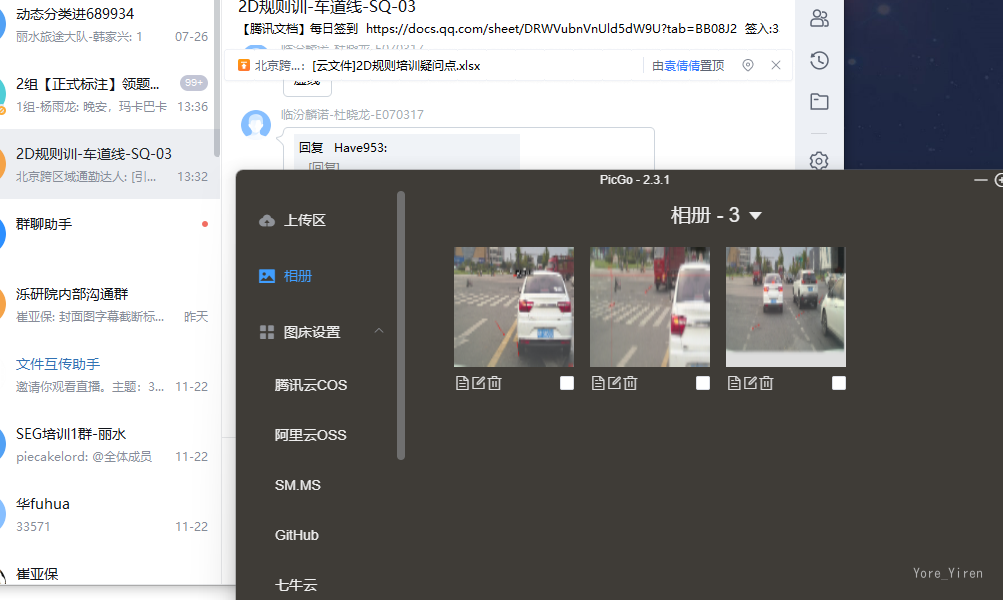 动态分类进689934
丽水旅途大队-韩家兴: 1 07-26
2组【正式标注】领题... 99+
1组-杨雨龙: 晚安，玛卡巴卡 13:36
2D规则训-车道线-SQ-03
北京跨区域通勤达人: [引... 13:32
群聊助手
泺研院内部沟通群
崔亚保: 封面图字幕截断标... 昨天
文件互传助手
邀请你观看直播。主题：3... 11-22
SEG培训1群-丽水
piecakelord: @全体成员 11-22
华fuhua
33571 11-22
崔亚保
2D规则训-车道线-SQ-03
【腾讯文档】每日签到 https://docs.qq.com/sheet/DRWVubnVnUld5dW9U?tab=BB08J2 签入:3
北京跨...: [云文件]2D规则培训疑问点.xlsx 由袁倩倩置顶
虚线
临汾麟诺-杜晓龙-E070317
回复 Have953:
[回复]
PicGo - 2.3.1
上传区
相册
图床设置
腾讯云COS
阿里云OSS
SM.MS
GitHub
七牛云
相册 - 3
Yore_Yiren